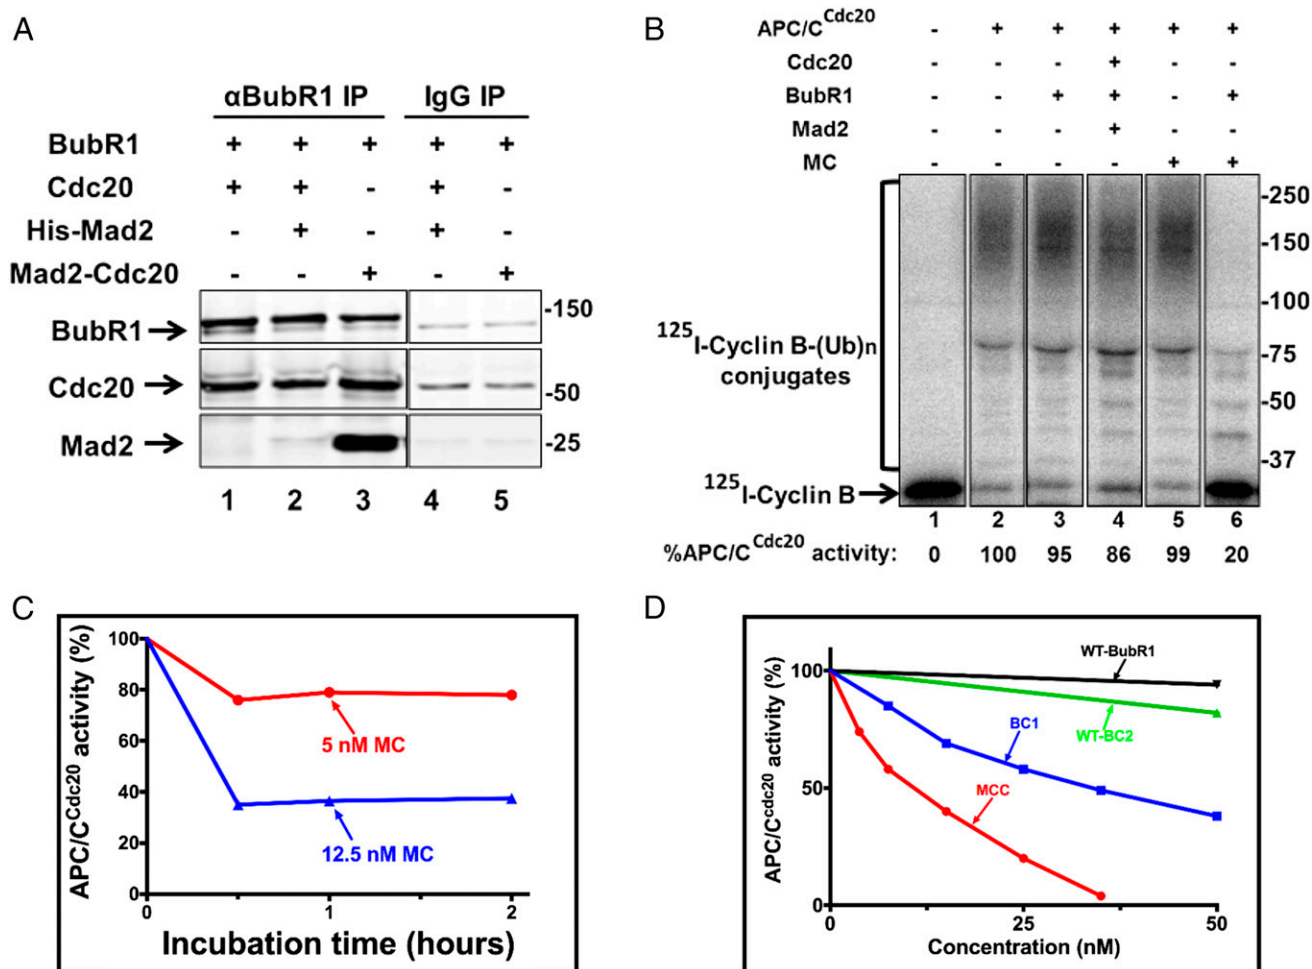 A
αBubR1 IP IgG IP
BubR1 + + + + +
Cdc20 + + - + -
His-Mad2 - + - + -
Mad2-Cdc20 - - + - +
BubR1 -150
Cdc20 -50
Mad2 -25
1 2 3 4 5
B
APC/C^Cdc20 - + + + + +
Cdc20 - - - + - -
BubR1 - - + + - +
Mad2 - - - + - -
MC - - - - + +
-250
-150
-100
125I-Cyclin B-(Ub)n
conjugates
-75
-50
-37
125I-Cyclin B
1 2 3 4 5 6
%APC/C^Cdc20 activity: 0 100 95 86 99 20
C
APC/C^cdc20 activity (%)
100
80
60
40
20
0
5 nM MC
12.5 nM MC
0 1 2
Incubation time (hours)
D
APC/C^cdc20 activity (%)
100
50
0
WT-BubR1
WT-BC2
BC1
MCC
0 25 50
Concentration (nM)